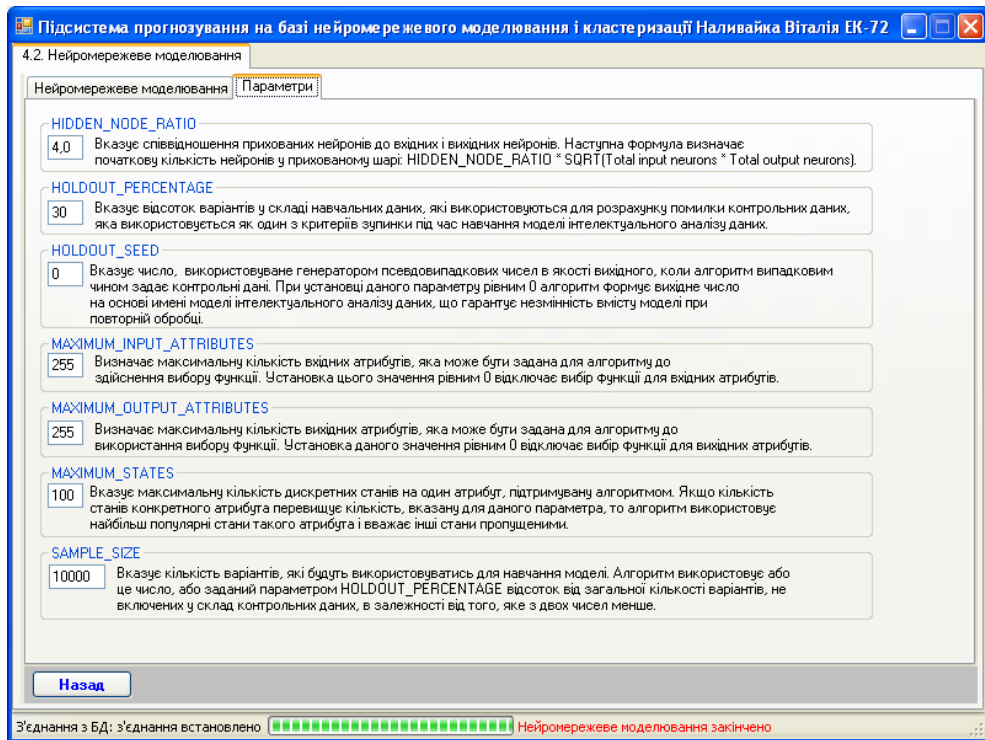 Підсистема прогнозування на базі нейромережевого моделювання і кластеризації Наливайка Віталія ЕК-72
4.2. Нейромережеве моделювання
Нейромережеве моделювання Параметри
HIDDEN_NODE_RATIO
4,0 Вказує співвідношення прихованих нейронів до вхідних і вихідних нейронів. Наступна формула визначає
початкову кількість нейронів у прихованому шарі: HIDDEN_NODE_RATIO * SQRT(Total input neurons * Total output neurons).
HOLDOUT_PERCENTAGE
30 Вказує відсоток варіантів у складі навчальних даних, які використовуються для розрахунку помилки контрольних даних,
яка використовується як один з критеріїв зупинки під час навчання моделі інтелектуального аналізу даних.
HOLDOUT_SEED
0 Вказує число, використовуване генератором псевдовипадкових чисел в якості вихідного, коли алгоритм випадковим
чином задає контрольні дані. При установці даного параметру рівним 0 алгоритм формує вихідне число
на основі імені моделі інтелектуального аналізу даних, що гарантує незмінність вмісту моделі при
повторній обробці.
MAXIMUM_INPUT_ATTRIBUTES
255 Визначає максимальну кількість вхідних атрибутів, яка може бути задана для алгоритму до
здійснення вибору функції. Установка цього значення рівним 0 відключає вибір функції для вхідних атрибутів.
MAXIMUM_OUTPUT_ATTRIBUTES
255 Визначає максимальну кількість вихідних атрибутів, яка може бути задана для алгоритму до
використання вибору функції. Установка даного значення рівним 0 відключає вибір функції для вихідних атрибутів.
MAXIMUM_STATES
100 Вказує максимальну кількість дискретних станів на один атрибут, підтримувану алгоритмом. Якщо кількість
станів конкретного атрибута перевищує кількість, вказану для даного параметра, то алгоритм використовує
найбільш популярні стани такого атрибута і вважає інші стани пропущеними.
SAMPLE_SIZE
10000 Вказує кількість варіантів, які будуть використовуватись для навчання моделі. Алгоритм використовує або
це число, або заданий параметром HOLDOUT_PERCENTAGE відсоток від загальної кількості варіантів, не
включених у склад контрольних даних, в залежності від того, яке з двох чисел менше.
Назад
З'єднання з БД: з'єднання встановлено Нейромережеве моделювання закінчено